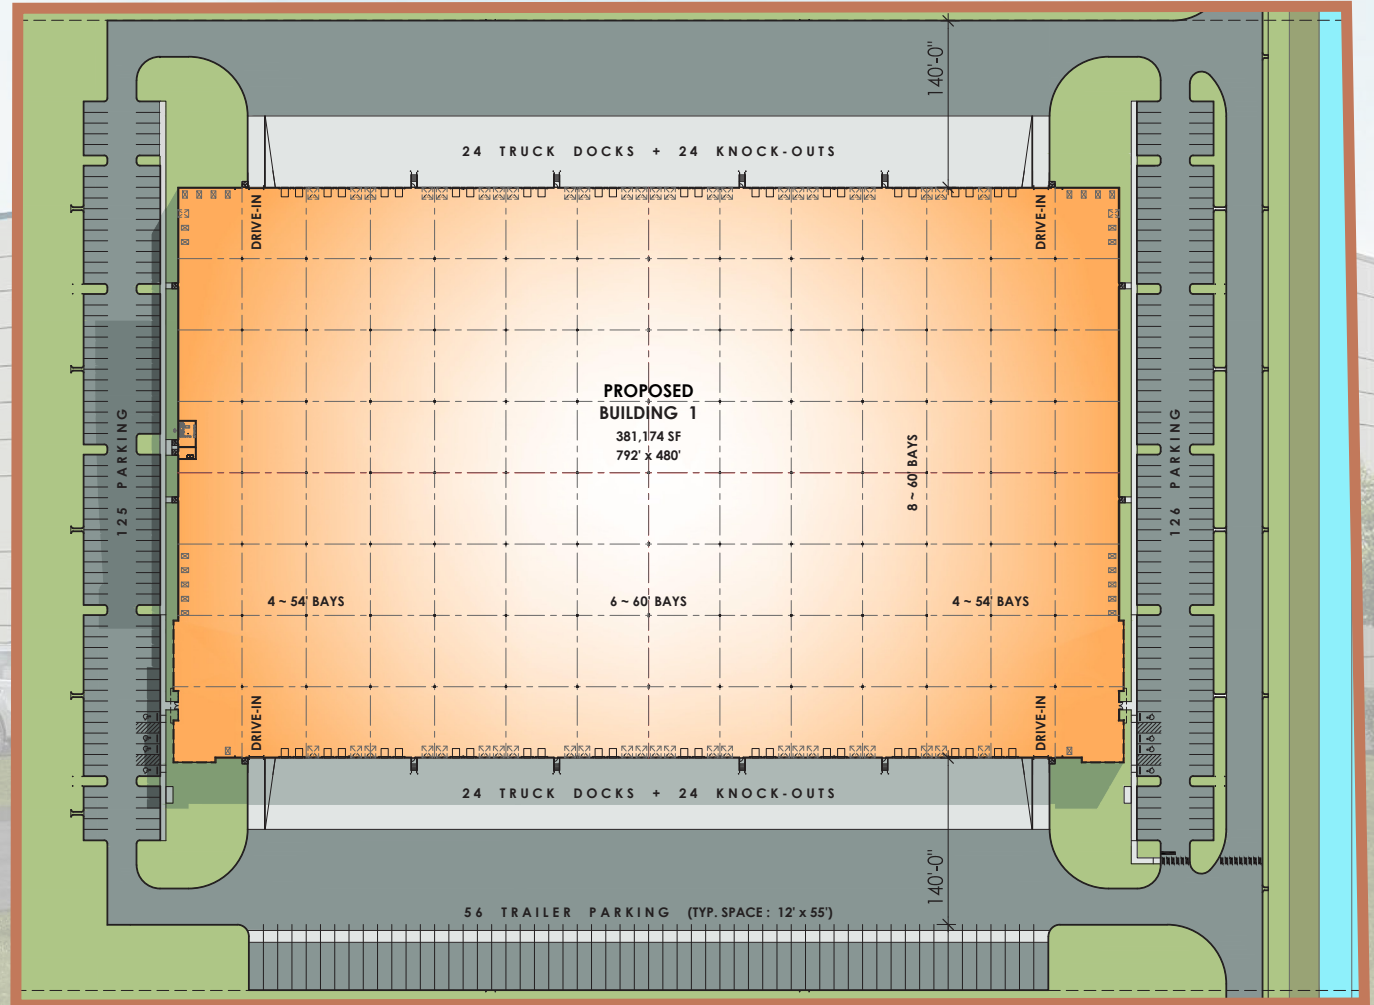 140'-0"
24 TRUCK DOCKS + 24 KNOCK-OUTS
DRIVE-IN
DRIVE-IN
PROPOSED
BUILDING 1
381,174 SF
792' x 480'
125 PARKING
8 ~ 60' BAYS
126 PARKING
4 ~ 54' BAYS
6 ~ 60' BAYS
4 ~ 54' BAYS
DRIVE-IN
DRIVE-IN
24 TRUCK DOCKS + 24 KNOCK-OUTS
140'-0"
56 TRAILER PARKING (TYP. SPACE : 12' x 55')